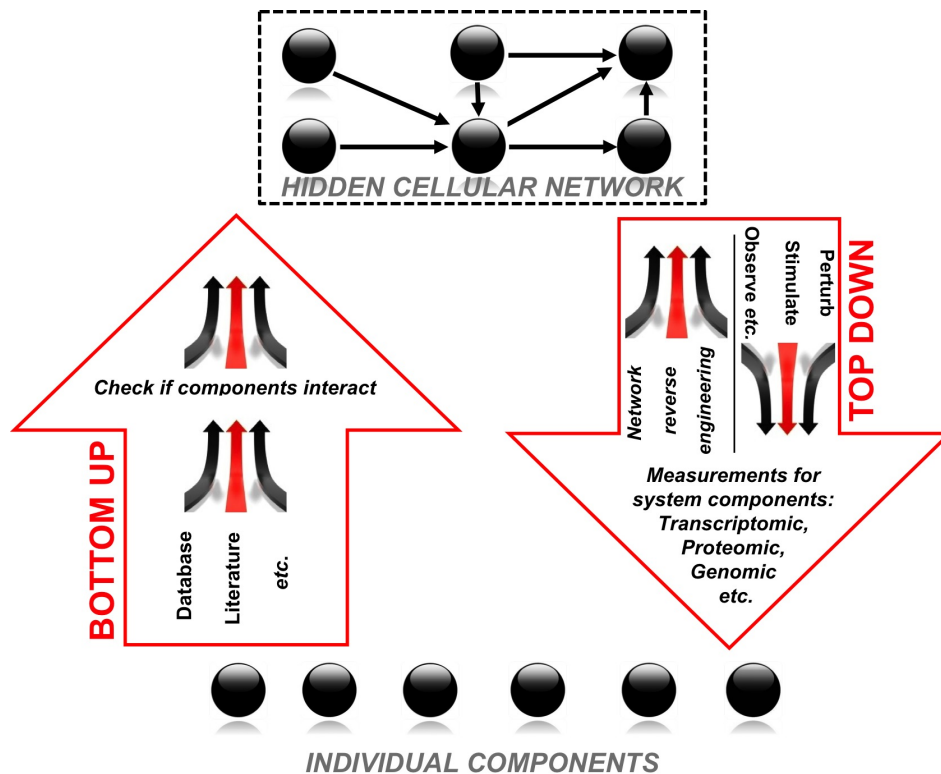 HIDDEN CELLULAR NETWORK
BOTTOM UP
Check if components interact
Database
Literature
etc.
TOP DOWN
Network
reverse
engineering
Observe etc.
Stimulate
Perturb
Measurements for
system components:
Transcriptomic,
Proteomic,
Genomic
etc.
INDIVIDUAL COMPONENTS